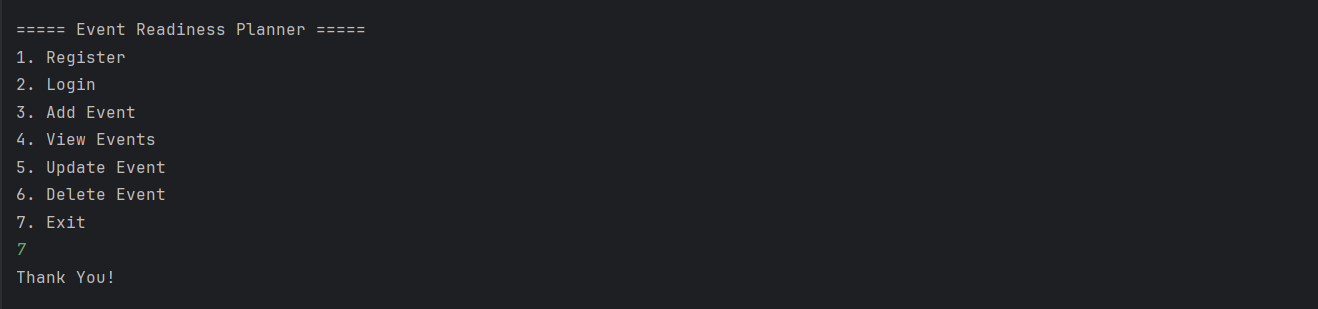 ===== Event Readiness Planner =====
1. Register
2. Login
3. Add Event
4. View Events
5. Update Event
6. Delete Event
7. Exit
7
Thank You!